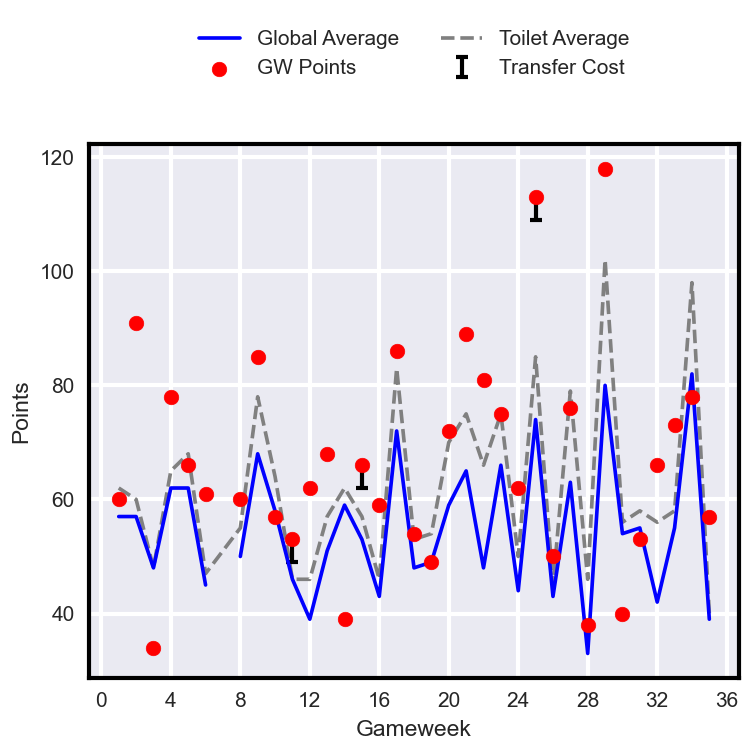 Global Average
GW Points
Toilet Average
Transfer Cost
120
100
80
60
40
Points
0 4 8 12 16 20 24 28 32 36
Gameweek